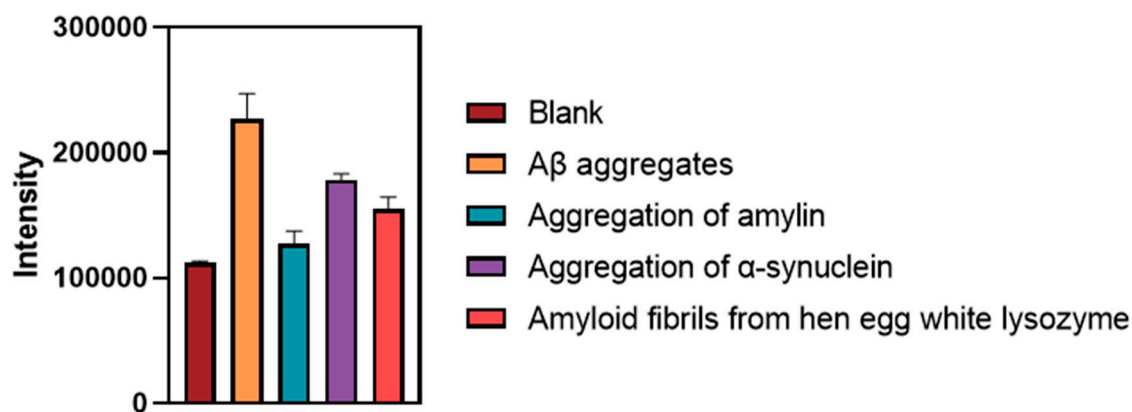 300000
200000
100000
0
Intensity
Blank
Aβ aggregates
Aggregation of amylin
Aggregation of α-synuclein
Amyloid fibrils from hen egg white lysozyme